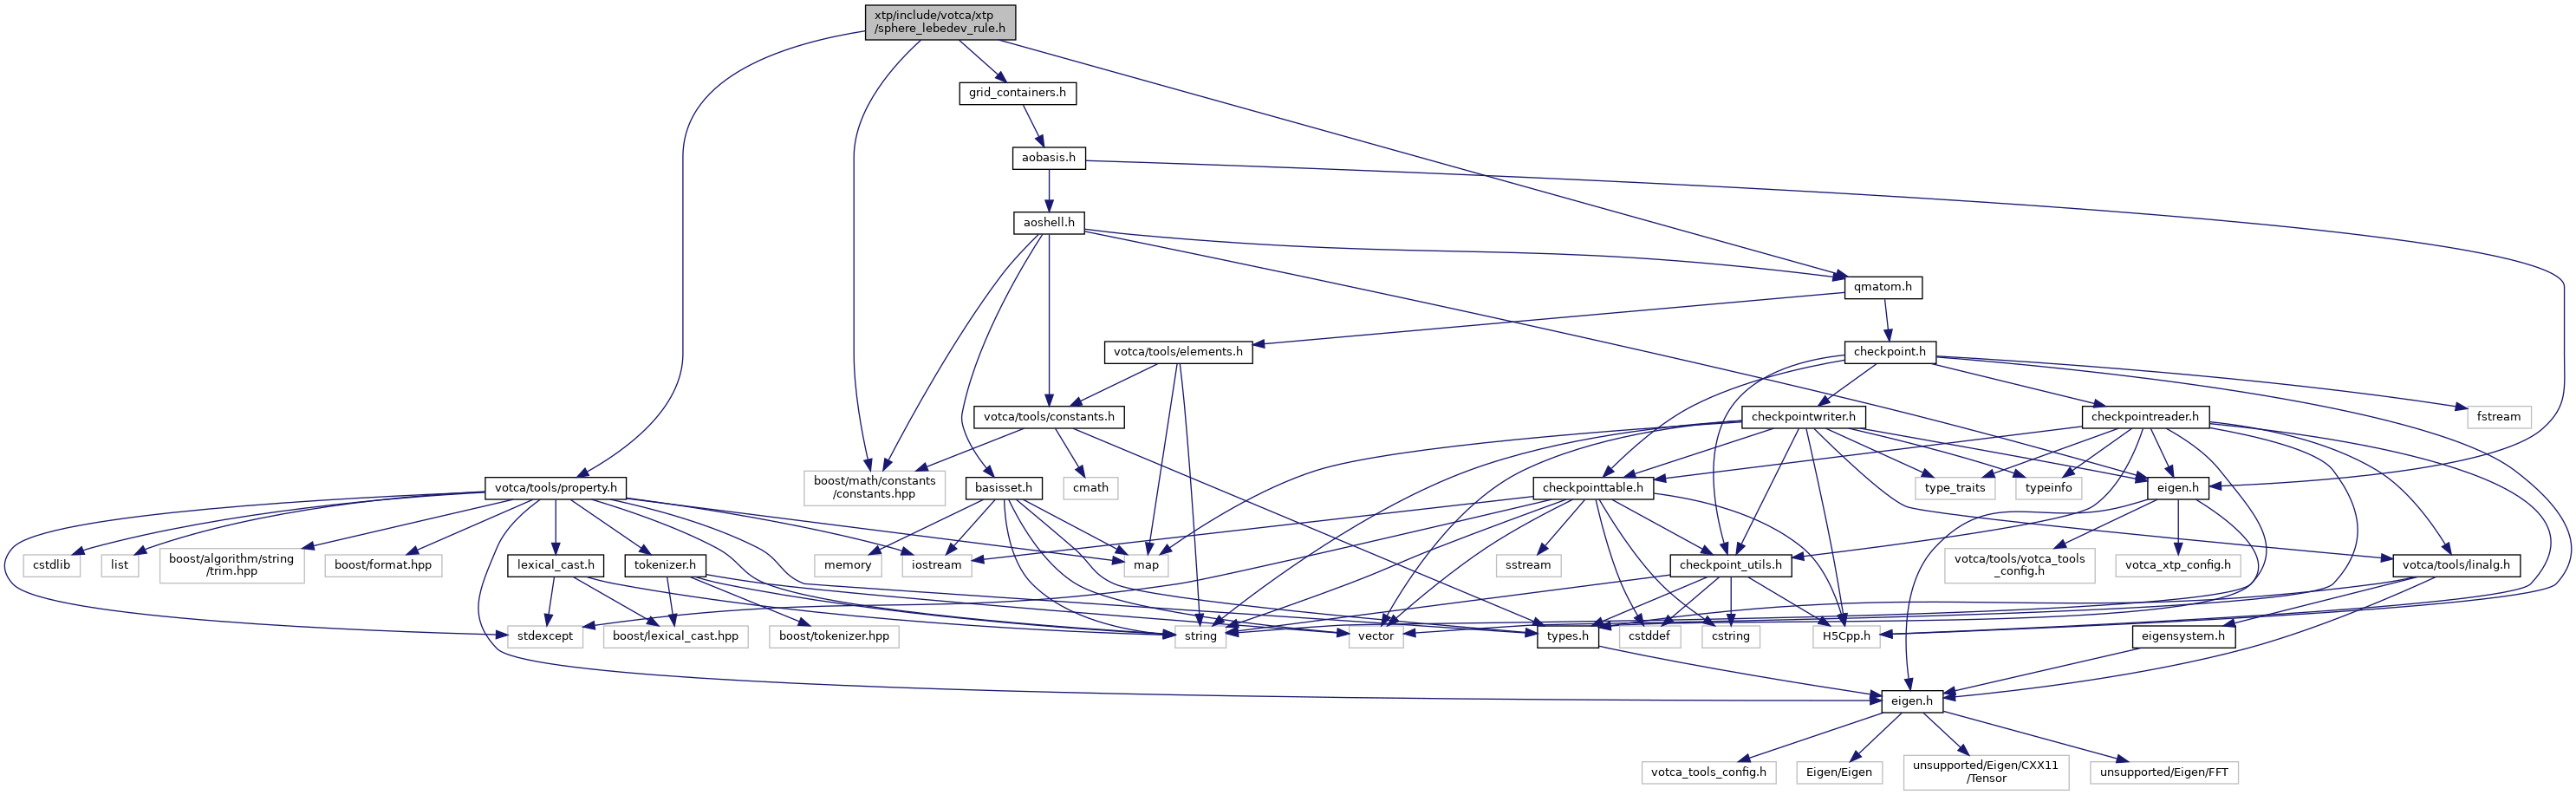 xtp/include/votca/xtp
/sphere_lebedev_rule.h
grid_containers.h
aobasis.h
aoshell.h
qmatom.h
votca/tools/elements.h
checkpoint.h
votca/tools/constants.h
checkpointwriter.h
checkpointreader.h
fstream
votca/tools/property.h
boost/math/constants
/constants.hpp
basisset.h
cmath
checkpointtable.h
type_traits
typeinfo
eigen.h
cstdlib
list
boost/algorithm/string
/trim.hpp
boost/format.hpp
lexical_cast.h
tokenizer.h
memory
iostream
map
sstream
checkpoint_utils.h
votca/tools/votca_tools
_config.h
votca_xtp_config.h
votca/tools/linalg.h
stdexcept
boost/lexical_cast.hpp
boost/tokenizer.hpp
string
vector
types.h
cstddef
cstring
H5Cpp.h
eigensystem.h
eigen.h
votca_tools_config.h
Eigen/Eigen
unsupported/Eigen/CXX11
/Tensor
unsupported/Eigen/FFT